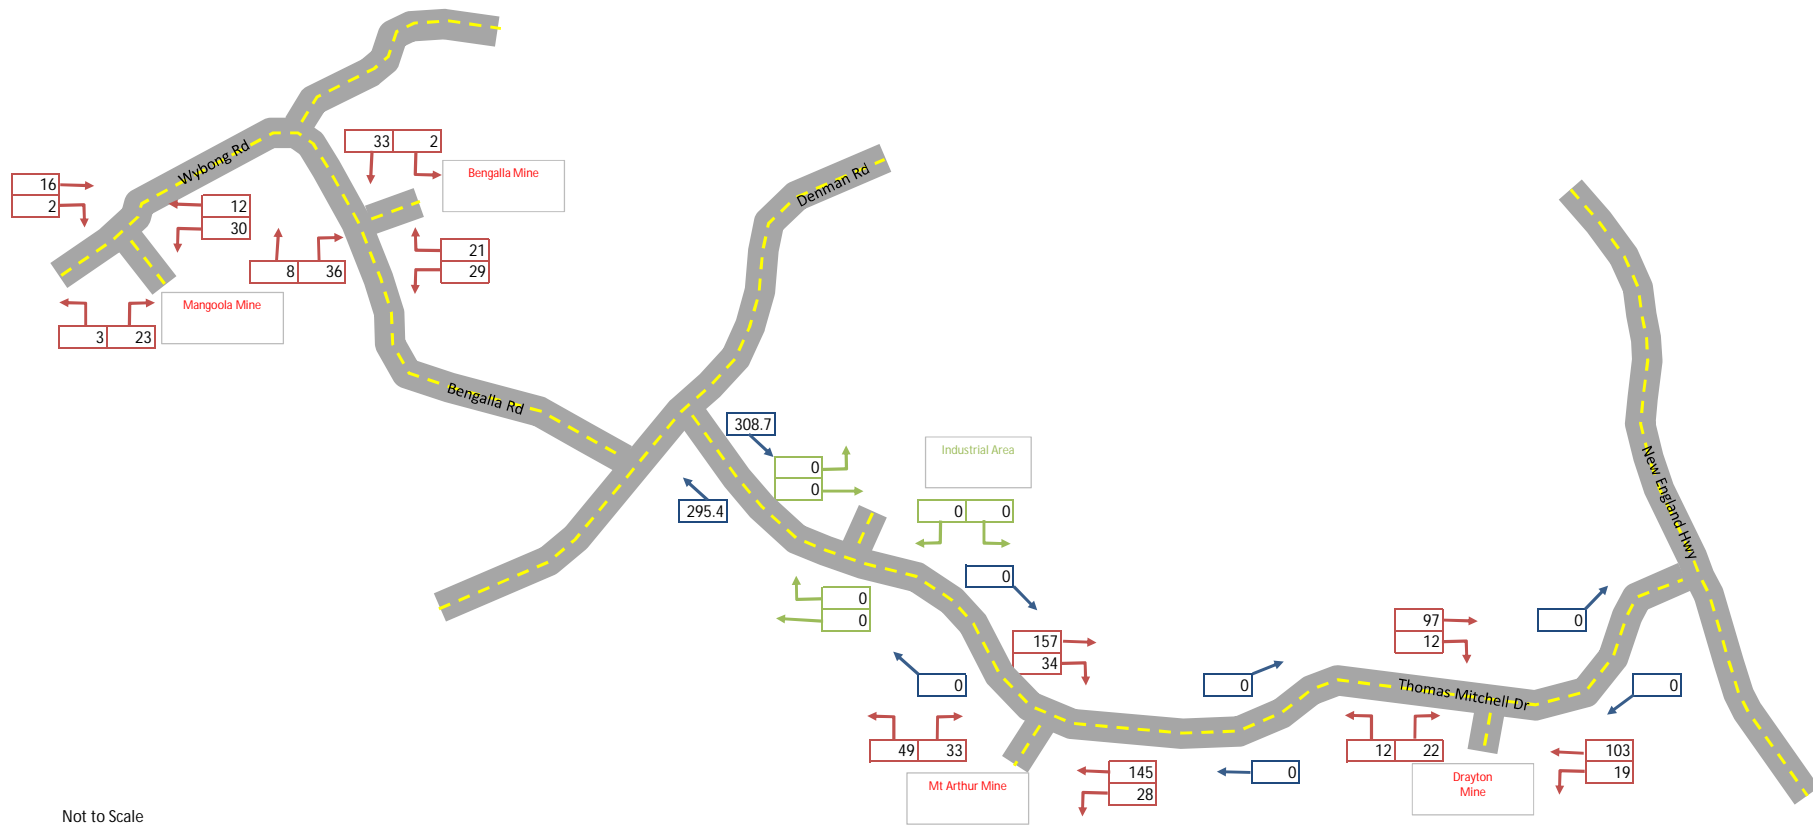 Wybong Rd
33 2
Bengalla Mine
16
2
12
30
8 36
21
29
Mangoola Mine
3 23
Denman Rd
Bengalla Rd
308.7
295.4
0
0
Industrial Area
0 0
0
0
0
0
157
34
49 33
Mt Arthur Mine
145
28
0
0
97
12
Thomas Mitchell Dr
12 22
Drayton
Mine
103
19
0
0
New England Hwy
Not to Scale